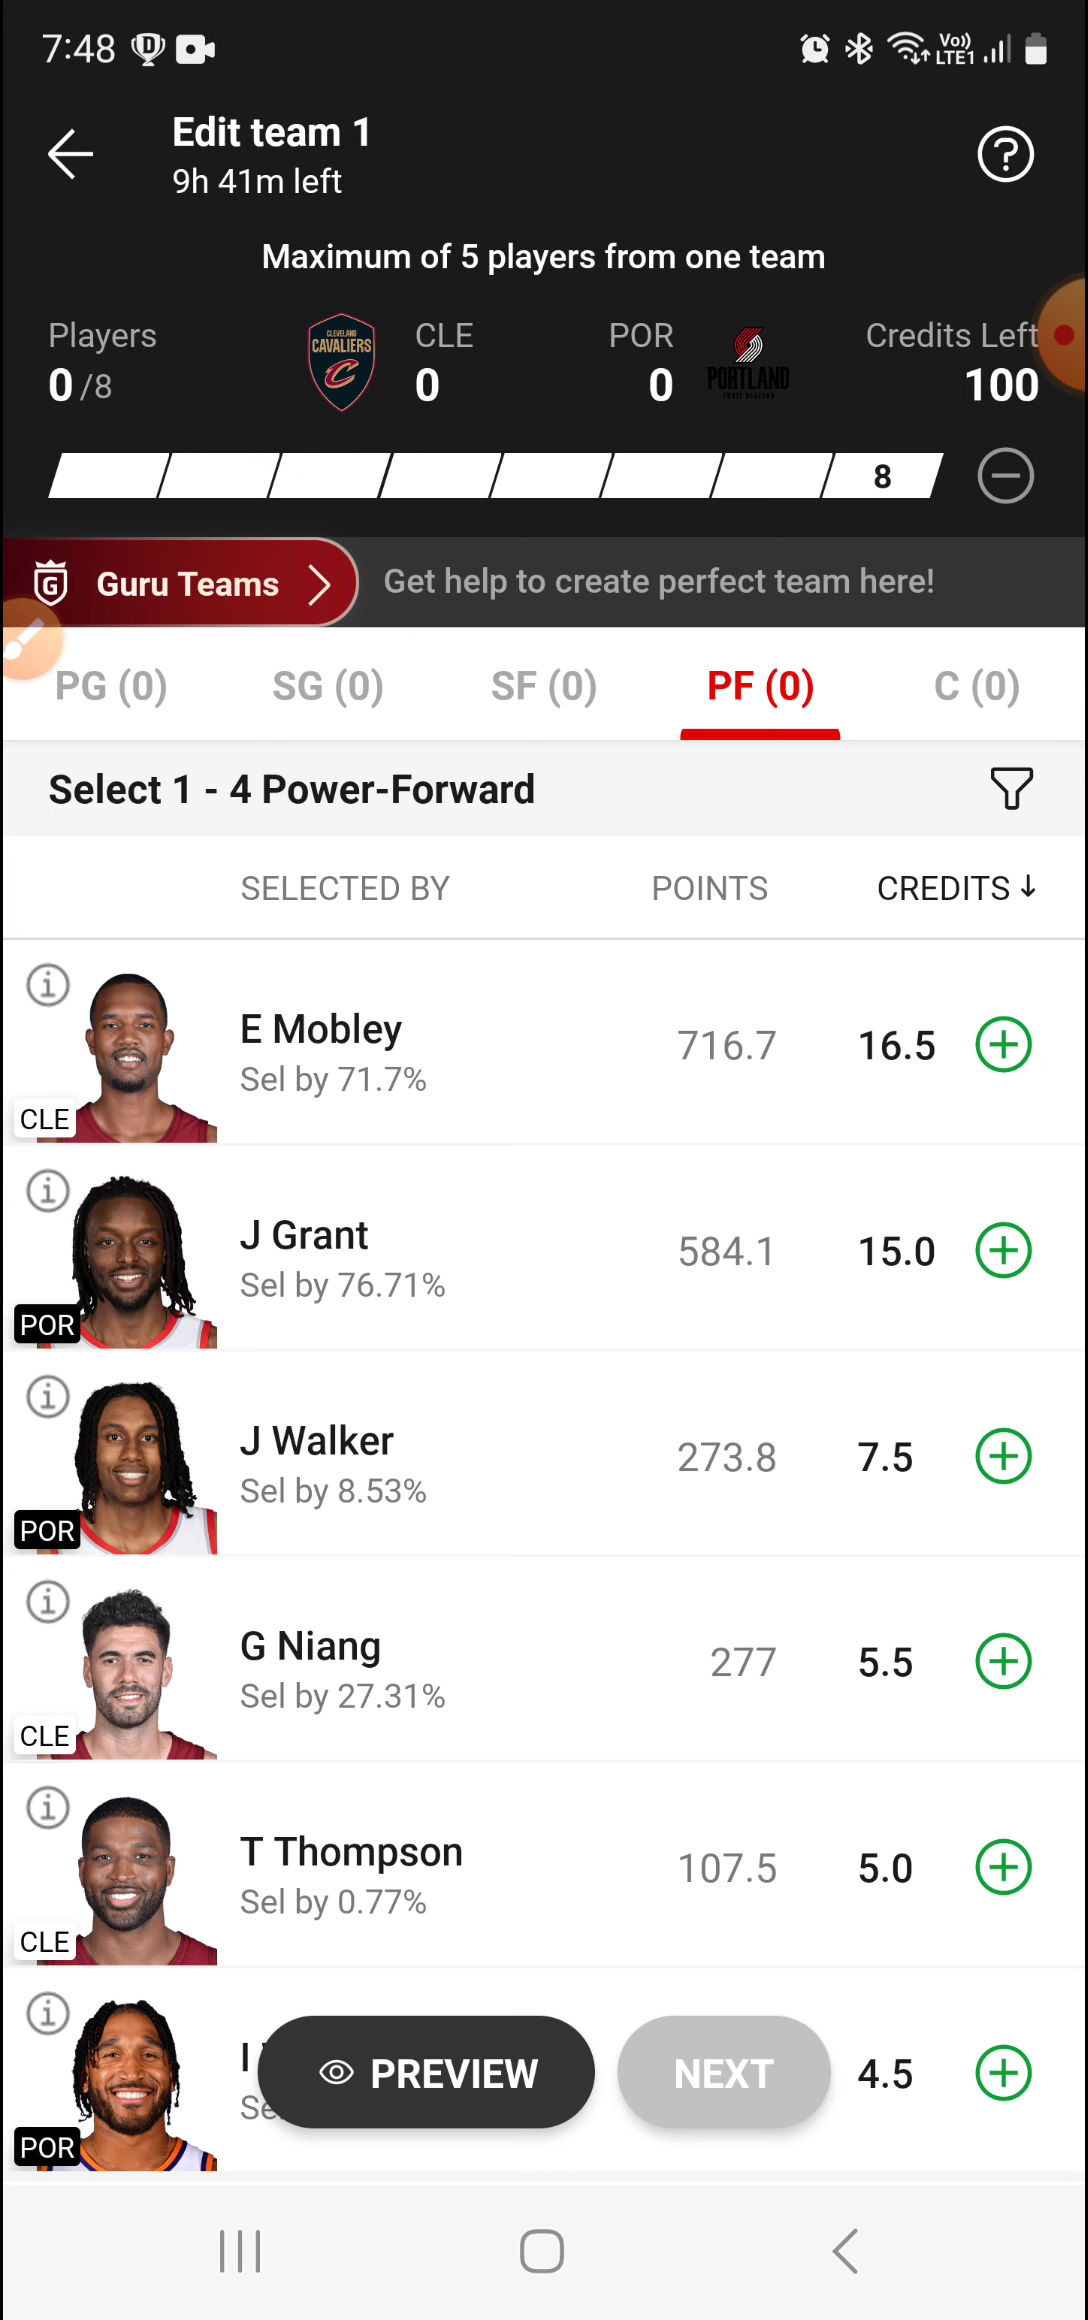 7:48
Vo))
LTE1
Edit team 1
9h 41m left
Maximum of 5 players from one team
Players
0/8
CLEVELAND
CAVALIERS
C
CLE
0
POR
0
PORTLAND
TRAIL BLAZERS
Credits Left
100
8
G Guru Teams
Get help to create perfect team here!
PG (0) SG (0) SF (0) PF (0) C (0)
Select 1 - 4 Power-Forward
SELECTED BY POINTS CREDITS ↓
E Mobley 716.7 16.5
Sel by 71.7%
CLE
J Grant 584.1 15.0
Sel by 76.71%
POR
J Walker 273.8 7.5
Sel by 8.53%
POR
G Niang 277 5.5
Sel by 27.31%
CLE
T Thompson 107.5 5.0
Sel by 0.77%
CLE
I
PREVIEW NEXT 4.5
POR